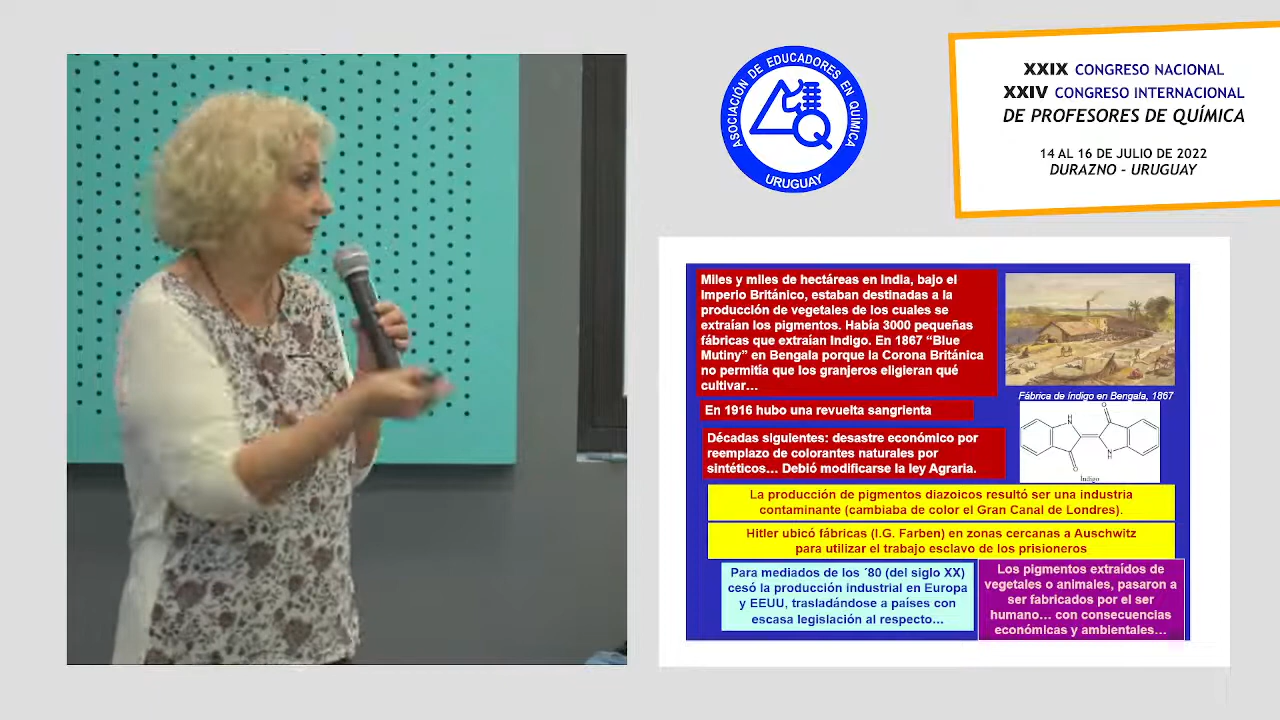 ASOCIACIÓN DE EDUCADORES EN QUÍMICA
URUGUAY
XXIX CONGRESO NACIONAL
XXIV CONGRESO INTERNACIONAL
DE PROFESORES DE QUÍMICA
14 AL 16 DE JULIO DE 2022
DURAZNO - URUGUAY
Miles y miles de hectáreas en India, bajo el
Imperio Británico, estaban destinadas a la
producción de vegetales de los cuales se
extraían los pigmentos. Había 3000 pequeñas
fábricas que extraían Indigo. En 1867 “Blue
Mutiny” en Bengala porque la Corona Británica
no permitía que los granjeros eligieran qué
cultivar...
Fábrica de índigo en Bengala, 1867
En 1916 hubo una revuelta sangrienta
Décadas siguientes: desastre económico por
reemplazo de colorantes naturales por
sintéticos... Debió modificarse la ley Agraria.
O
NH
NH
O
Indigo
La producción de pigmentos diazoicos resultó ser una industria
contaminante (cambiaba de color el Gran Canal de Londres).
Hitler ubicó fábricas (I.G. Farben) en zonas cercanas a Auschwitz
para utilizar el trabajo esclavo de los prisioneros
Para mediados de los ´80 (del siglo XX)
cesó la producción industrial en Europa
y EEUU, trasladándose a países con
escasa legislación al respecto...
Los pigmentos extraídos de
vegetales o animales, pasaron a
ser fabricados por el ser
humano... con consecuencias
económicas y ambientales...